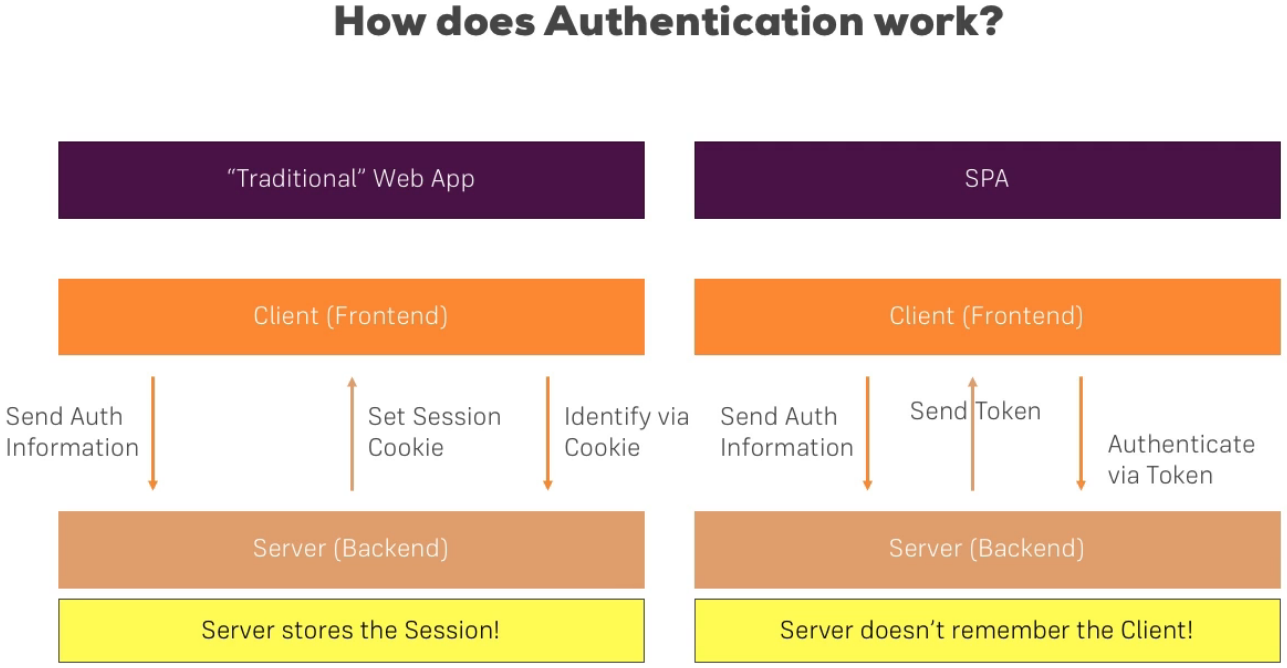 How does Authentication work?
“Traditional” Web App
Client (Frontend)
Send Auth
Information
Set Session
Cookie
Identify via
Cookie
Server (Backend)
Server stores the Session!
SPA
Client (Frontend)
Send Auth
Information
Send Token
Authenticate
via Token
Server (Backend)
Server doesn’t remember the Client!